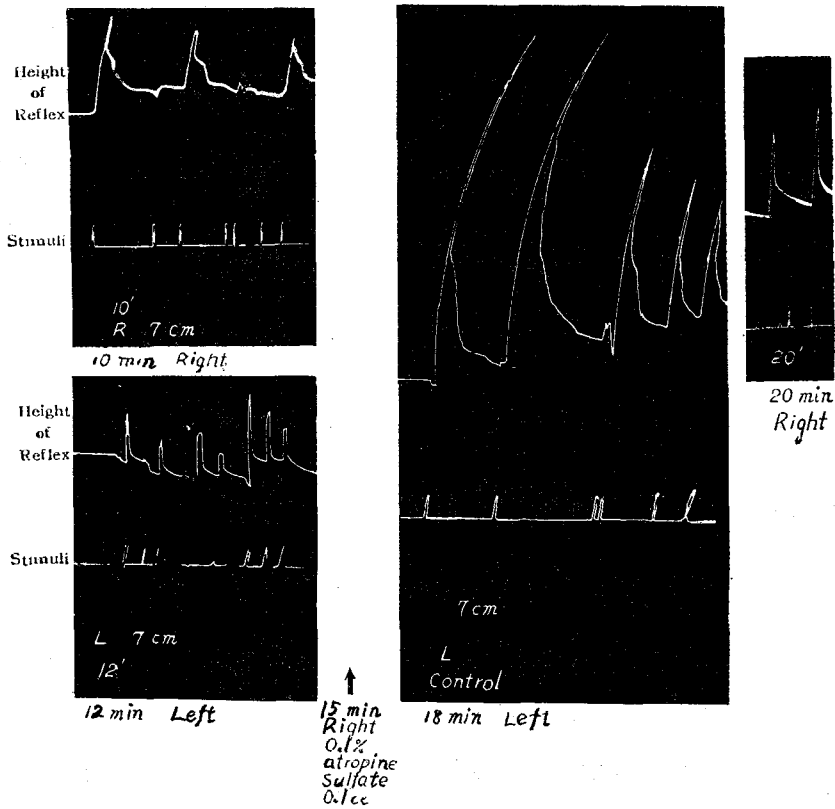 Height
of
Reflex
Stimuli
10'
R 7 cm
10 min Right
Height
of
Reflex
Stimuli
L 7 cm
12'
12 min Left
15 min
Right
0.1%
atropine
Sulfate
0.1cc
7 cm
L
Control
18 min Left
20'
20 min
Right